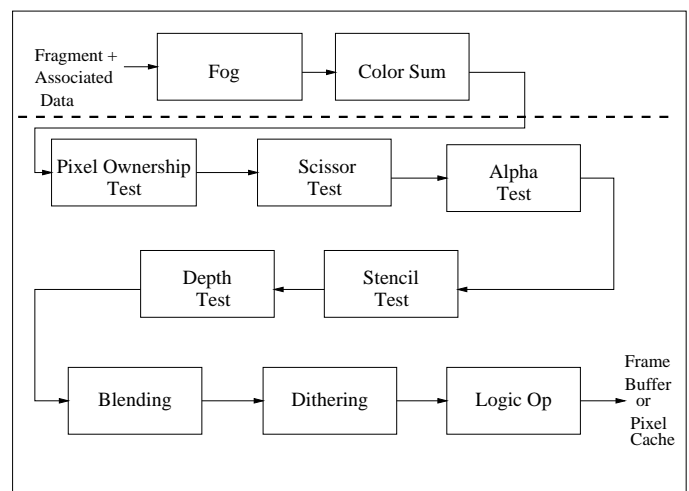 Fragment +
Associated
Data
Fog
Color Sum
Pixel Ownership
Test
Scissor
Test
Alpha
Test
Depth
Test
Stencil
Test
Blending
Dithering
Logic Op
Frame
Buffer
or
Pixel
Cache